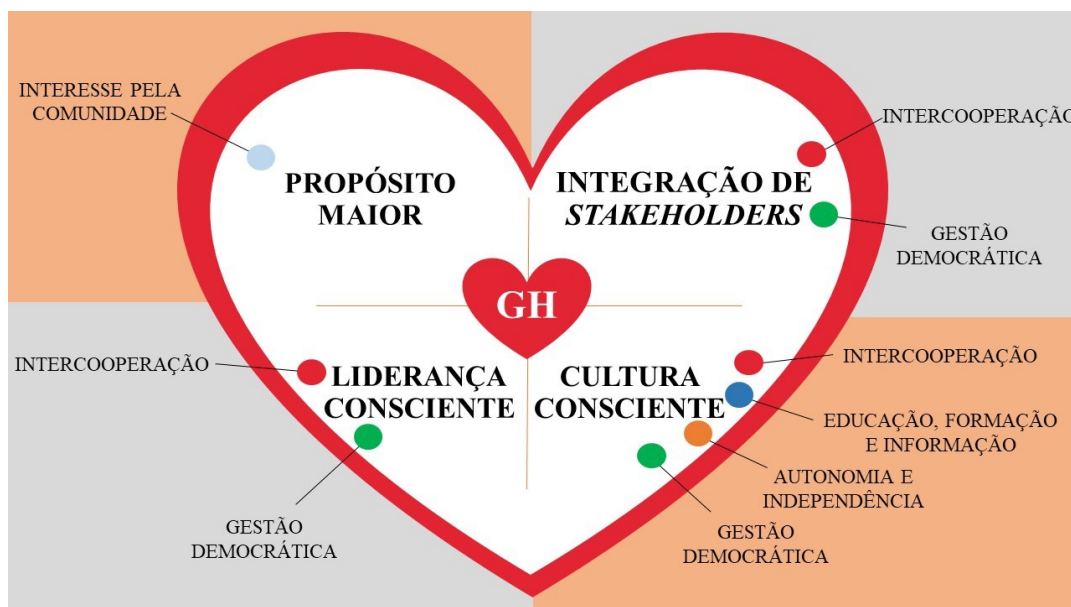 INTERESSE PELA
COMUNIDADE
PROPÓSITO
MAIOR
INTERCOOPERAÇÃO
INTEGRAÇÃO DE
STAKEHOLDERS
GESTÃO
DEMOCRÁTICA
GH
INTERCOOPERAÇÃO
LIDERANÇA
CONSCIENTE
GESTÃO
DEMOCRÁTICA
INTERCOOPERAÇÃO
CULTURA
CONSCIENTE
EDUCAÇÃO, FORMAÇÃO
E INFORMAÇÃO
AUTONOMIA E
INDEPENDÊNCIA
GESTÃO
DEMOCRÁTICA